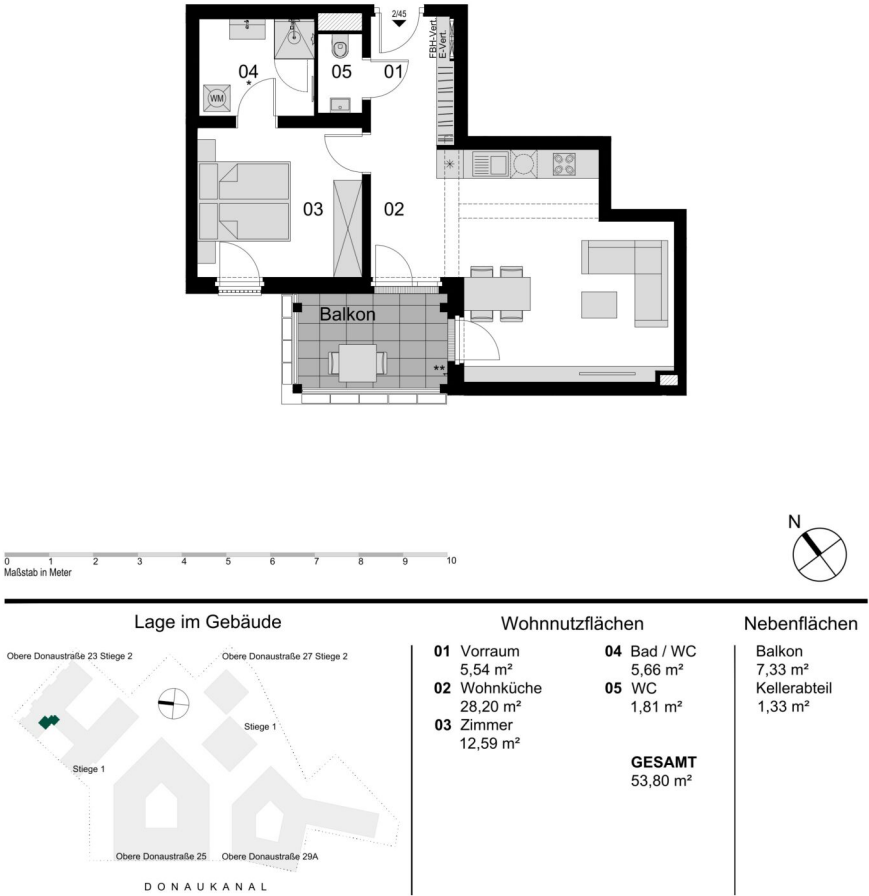 2/45
FBH-Vert.
E-Vert.
04
*
05
01
WM
*
03
02
Balkon
**
N
0 1 2 3 4 5 6 7 8 9 10
Maßstab in Meter
Lage im Gebäude
Obere Donaustraße 23 Stiege 2
Obere Donaustraße 27 Stiege 2
Stiege 1
Stiege 1
Obere Donaustraße 25
Obere Donaustraße 29A
DONAUKANAL
Wohnnutzflächen
01 Vorraum
5,54 m²
02 Wohnküche
28,20 m²
03 Zimmer
12,59 m²
04 Bad / WC
5,66 m²
05 WC
1,81 m²
GESAMT
53,80 m²
Nebenflächen
Balkon
7,33 m²
Kellerabteil
1,33 m²